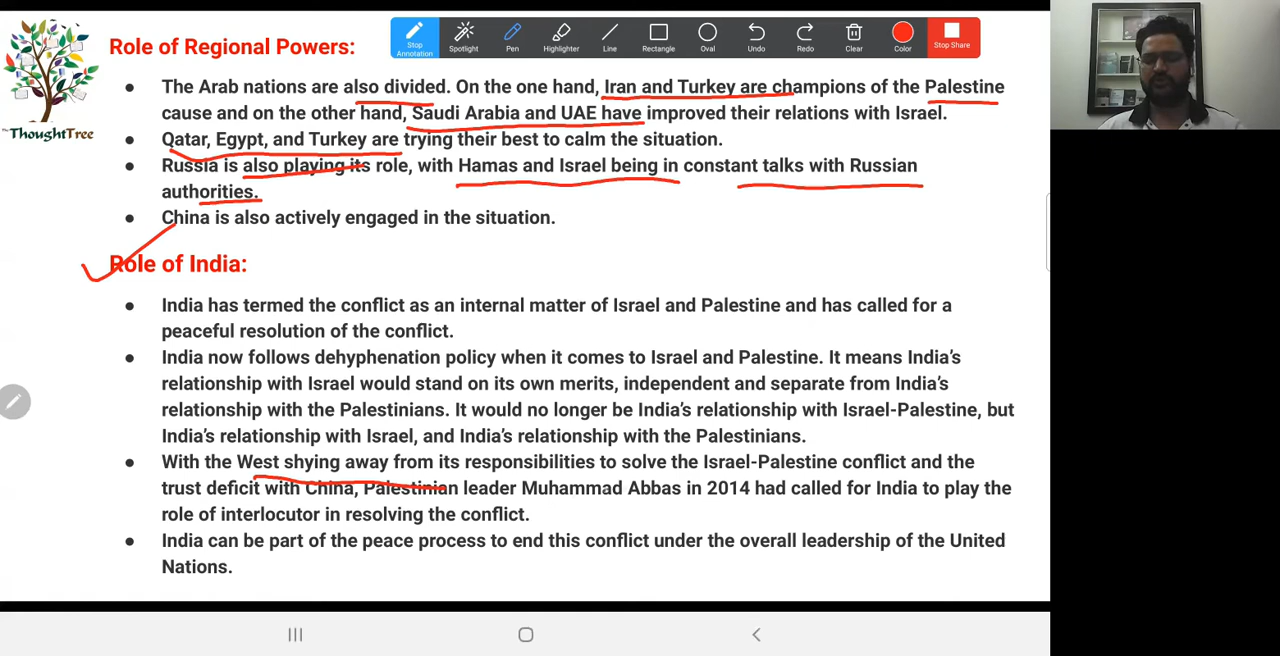 Role of Regional Powers:
Stop Annotation
Spotlight
Pen
Highlighter
Line
Rectangle
Oval
Undo
Redo
Clear
Color
Stop Share
The Arab nations are also divided. On the one hand, Iran and Turkey are champions of the Palestine
cause and on the other hand, Saudi Arabia and UAE have improved their relations with Israel.
The ThoughtTree
Qatar, Egypt, and Turkey are trying their best to calm the situation.
Russia is also playing its role, with Hamas and Israel being in constant talks with Russian
authorities.
China is also actively engaged in the situation.
Role of India:
India has termed the conflict as an internal matter of Israel and Palestine and has called for a
peaceful resolution of the conflict.
India now follows dehyphenation policy when it comes to Israel and Palestine. It means India's
relationship with Israel would stand on its own merits, independent and separate from India's
relationship with the Palestinians. It would no longer be India's relationship with Israel-Palestine, but
India's relationship with Israel, and India's relationship with the Palestinians.
With the West shying away from its responsibilities to solve the Israel-Palestine conflict and the
trust deficit with China, Palestinian leader Muhammad Abbas in 2014 had called for India to play the
role of interlocutor in resolving the conflict.
India can be part of the peace process to end this conflict under the overall leadership of the United
Nations.